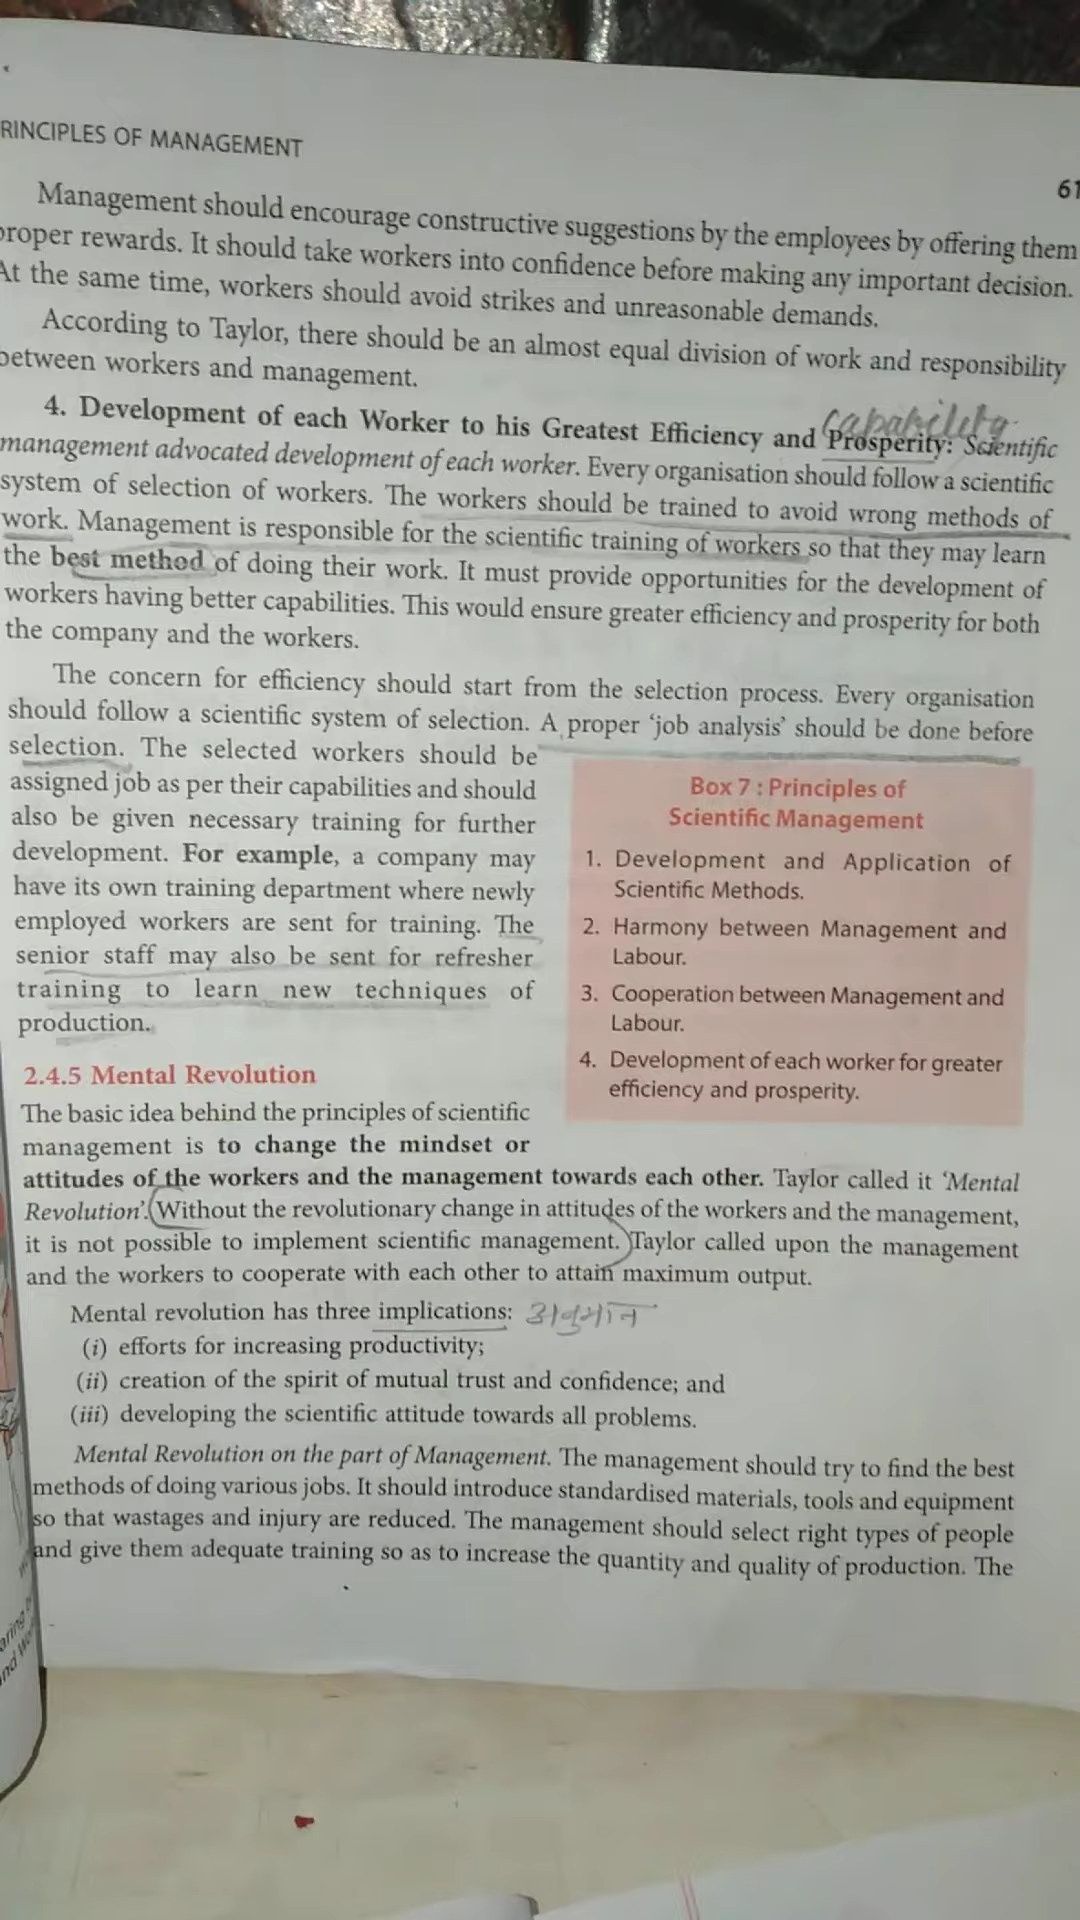 RINCIPLES OF MANAGEMENT
61
Management should encourage constructive suggestions by the employees by offering them
proper rewards. It should take workers into confidence before making any important decision.
At the same time, workers should avoid strikes and unreasonable demands.
According to Taylor, there should be an almost equal division of work and responsibility
between workers and management.
capability
4. Development of each Worker to his Greatest Efficiency and Prosperity: Scientific
management advocated development of each worker. Every organisation should follow a scientific
system of selection of workers. The workers should be trained to avoid wrong methods of
work. Management is responsible for the scientific training of workers so that they may learn
the best method of doing their work. It must provide opportunities for the development of
workers having better capabilities. This would ensure greater efficiency and prosperity for both
the company and the workers.
The concern for efficiency should start from the selection process. Every organisation
should follow a scientific system of selection. A proper ‘job analysis’ should be done before
selection. The selected workers should be
assigned job as per their capabilities and should
also be given necessary training for further
development. For example, a company may
have its own training department where newly
employed workers are sent for training. The
senior staff may also be sent for refresher
training to learn new techniques of
production.
Box 7 : Principles of
Scientific Management
1. Development and Application of
Scientific Methods.
2. Harmony between Management and
Labour.
3. Cooperation between Management and
Labour.
4. Development of each worker for greater
efficiency and prosperity.
2.4.5 Mental Revolution
The basic idea behind the principles of scientific
management is to change the mindset or
attitudes of the workers and the management towards each other. Taylor called it ‘Mental
Revolution’. Without the revolutionary change in attitudes of the workers and the management,
it is not possible to implement scientific management. Taylor called upon the management
and the workers to cooperate with each other to attain maximum output.
Mental revolution has three implications: अनुमान
(i) efforts for increasing productivity;
(ii) creation of the spirit of mutual trust and confidence; and
(iii) developing the scientific attitude towards all problems.
Mental Revolution on the part of Management. The management should try to find the best
methods of doing various jobs. It should introduce standardised materials, tools and equipment
so that wastages and injury are reduced. The management should select right types of people
and give them adequate training so as to increase the quantity and quality of production. The